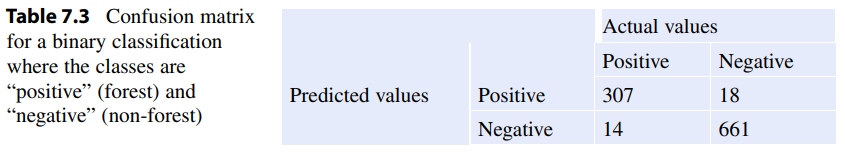 Table 7.3 Confusion matrix
for a binary classification
where the classes are
“positive” (forest) and
“negative” (non-forest)
Actual values
Positive Negative
Predicted values Positive 307 18
Negative 14 661